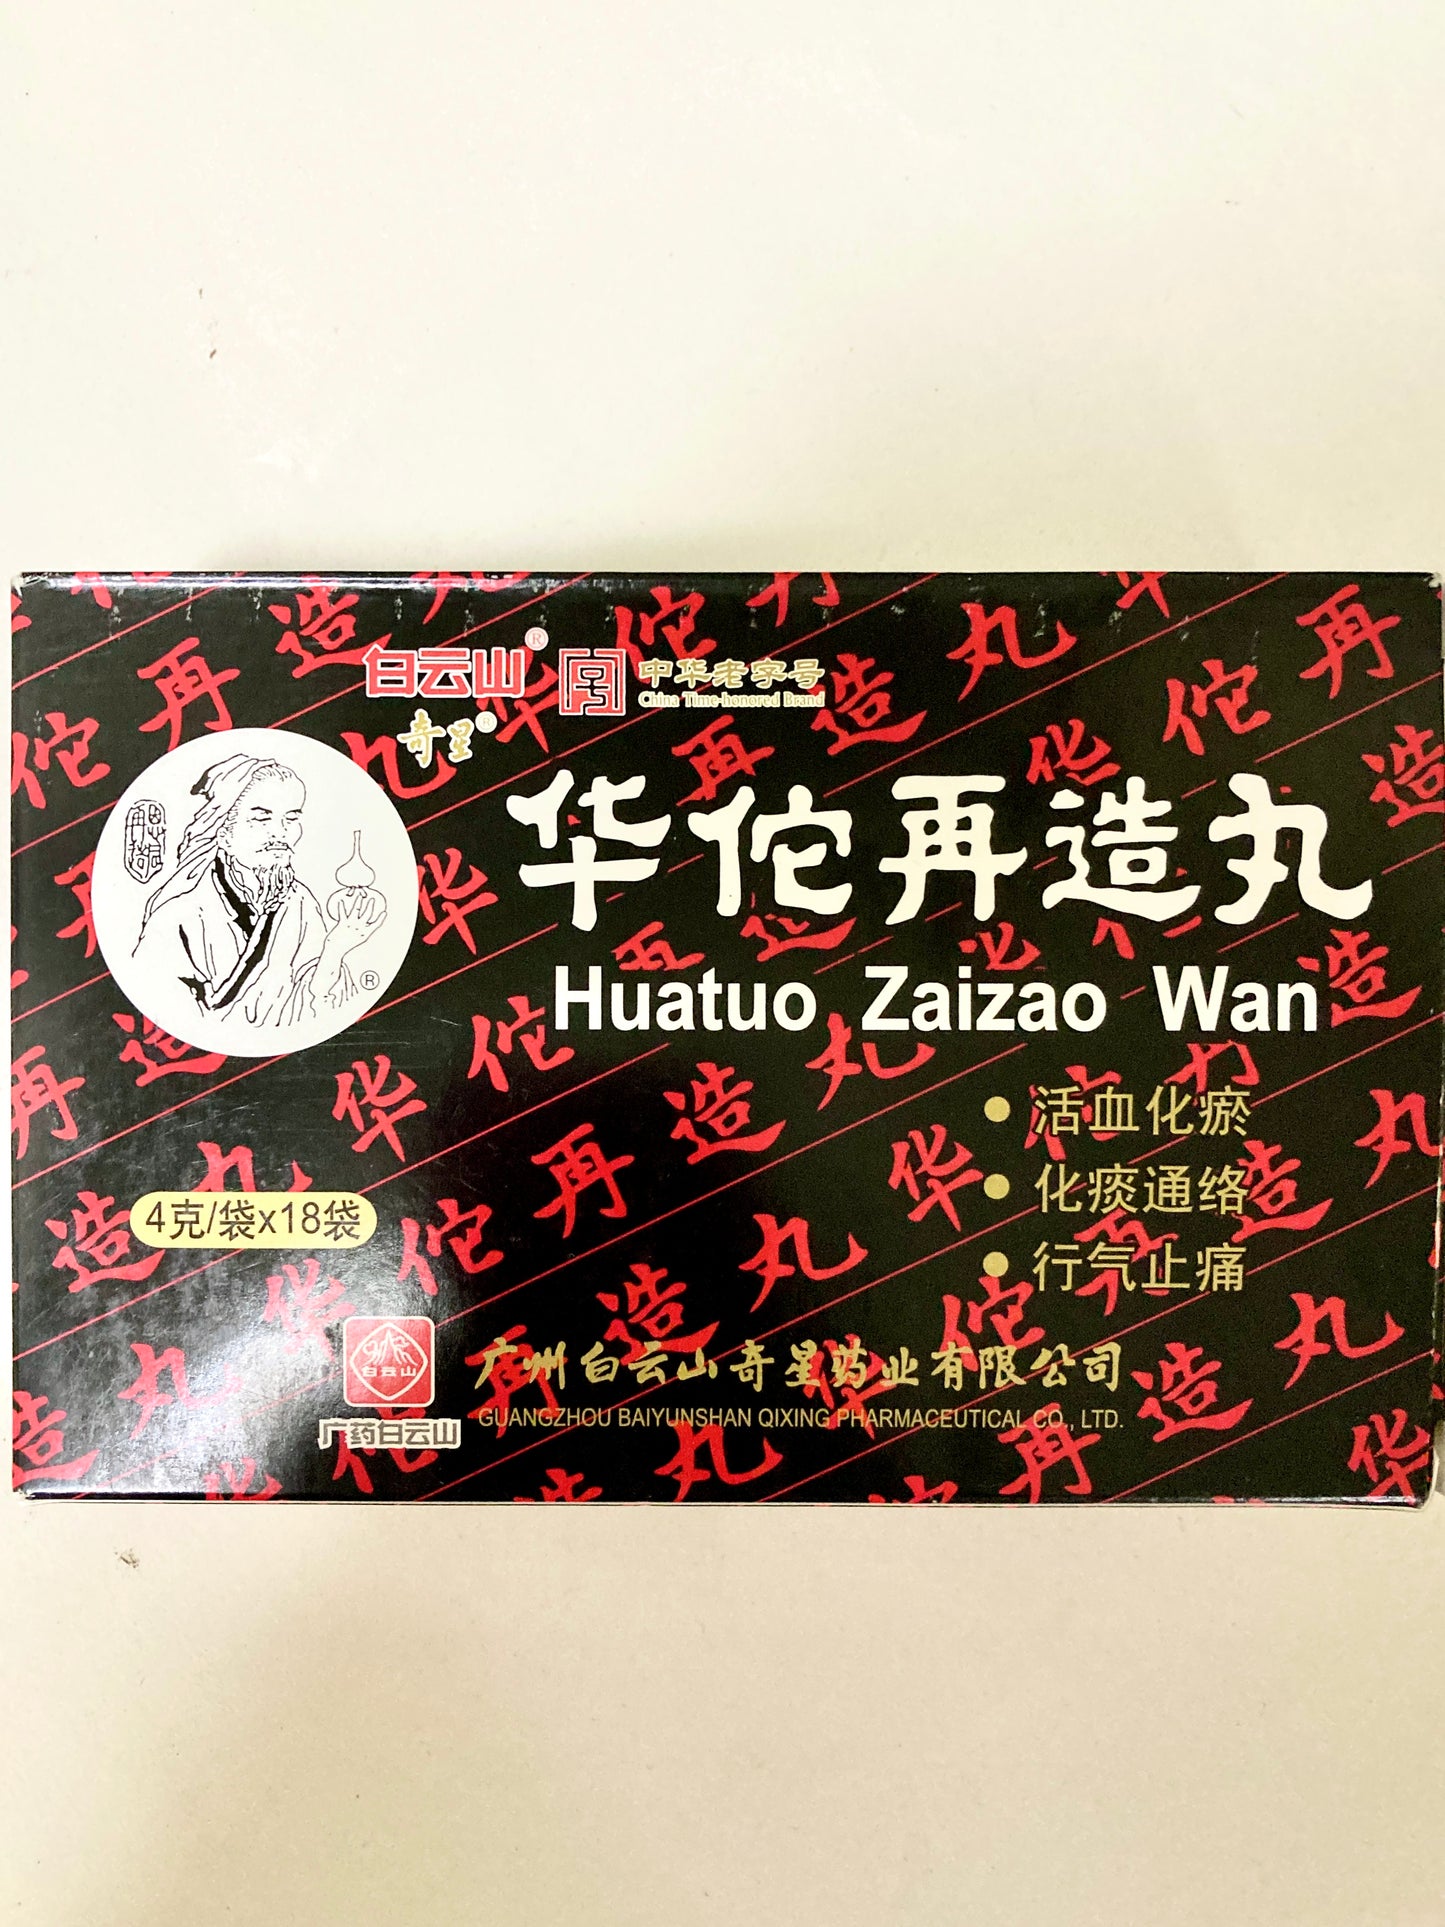 白云山®
奇星®
中华老字号
China Time-honored Brand
华佗再造丸
Huatuo Zaizao Wan
®
活血化瘀
化痰通络
行气止痛
4克/袋x18袋
白云山
广药白云山
广州白云山奇星药业有限公司
GUANGZHOU BAIYUNSHAN QIXING PHARMACEUTICAL CO., LTD.